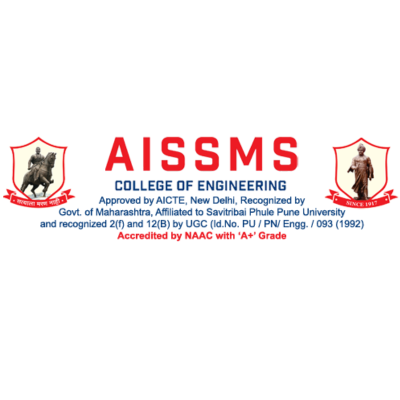 AISSMS
COLLEGE OF ENGINEERING
Approved by AICTE, New Delhi, Recognized by
Govt. of Maharashtra, Affiliated to Savitribai Phule Pune University
and recognized 2(f) and 12(B) by UGC (Id.No. PU / PN/ Engg. / 093 (1992)
Accredited by NAAC with ‘A+’ Grade
कायाला मरण नाही
SINCE 1917